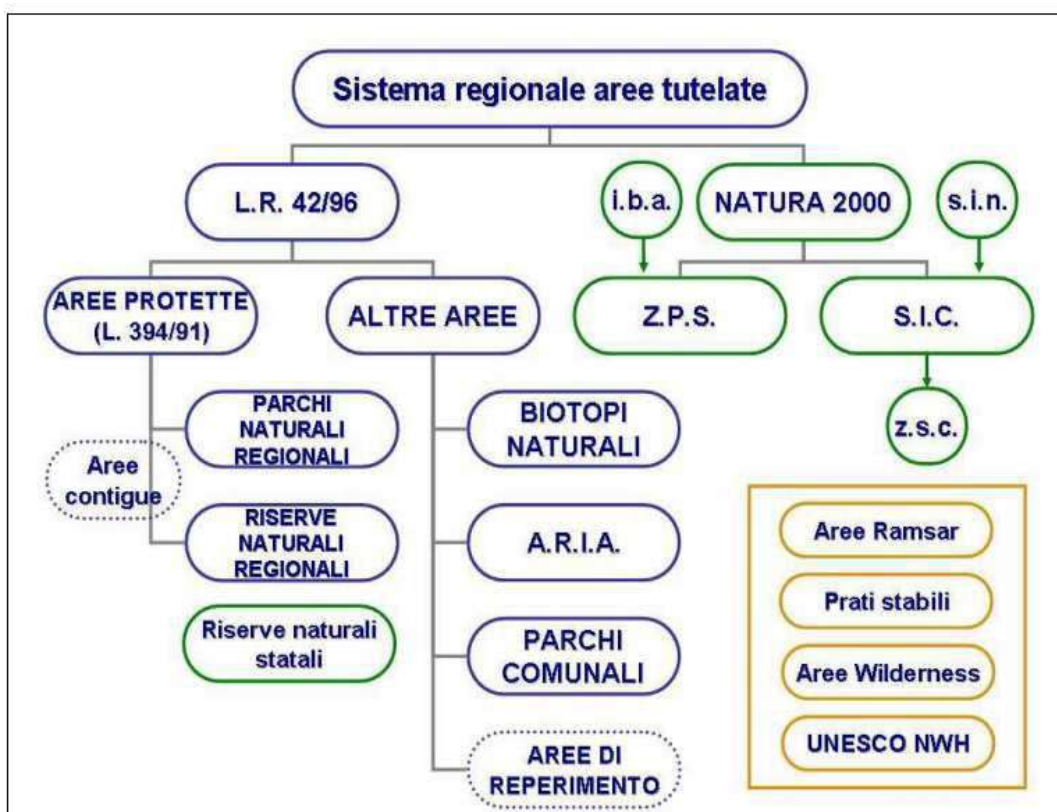 Sistema regionale aree tutelate
L.R. 42/96
i.b.a.
NATURA 2000
s.i.n.
AREE PROTETTE
(L. 394/91)
ALTRE AREE
Z.P.S.
S.I.C.
PARCHI
NATURALI
REGIONALI
BIOTOPI
NATURALI
z.s.c.
Aree
contigue
RISERVE
NATURALI
REGIONALI
A.R.I.A.
Aree Ramsar
Prati stabili
Riserve naturali
statali
PARCHI
COMUNALI
Aree Wilderness
UNESCO NWH
AREE DI
REPERIMENTO